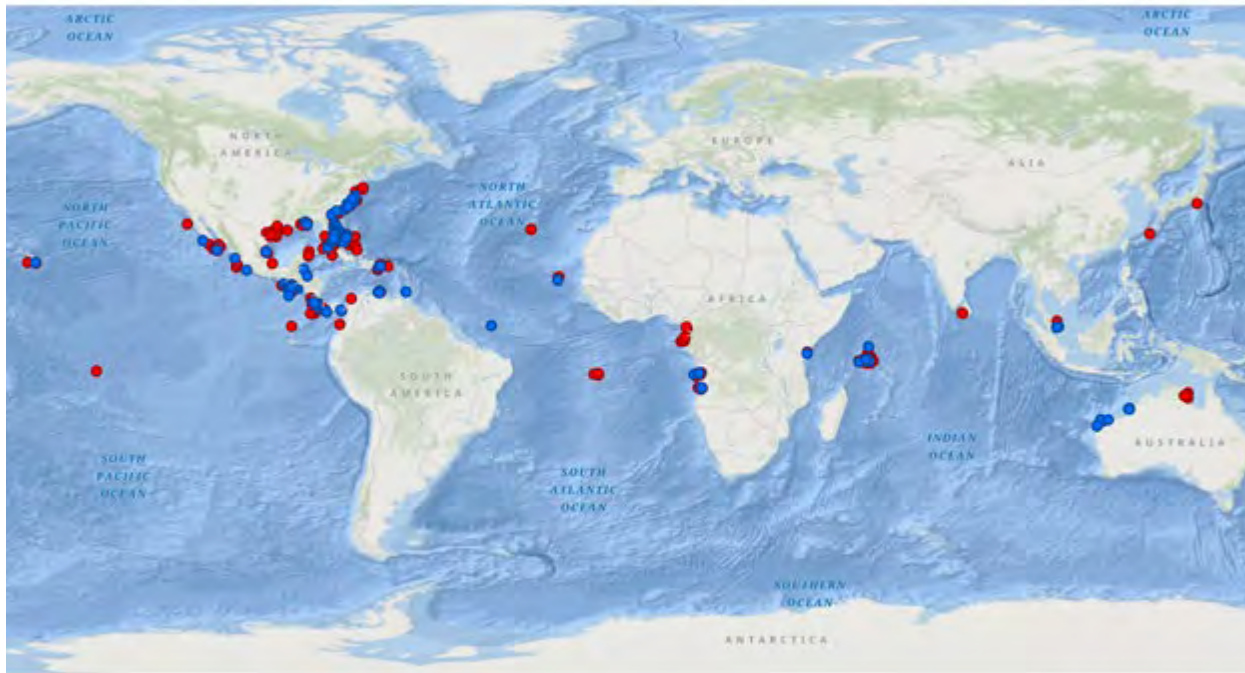 ARCTIC
OCEAN
ARCTIC
OCEAN
NORTH
AMERICA
EUROPE
ASIA
NORTH
PACIFIC
OCEAN
NORTH
ATLANTIC
OCEAN
AFRICA
SOUTH
AMERICA
INDIAN
OCEAN
AUSTRALIA
SOUTH
PACIFIC
OCEAN
SOUTH
ATLANTIC
OCEAN
SOUTHERN
OCEAN
ANTARCTICA